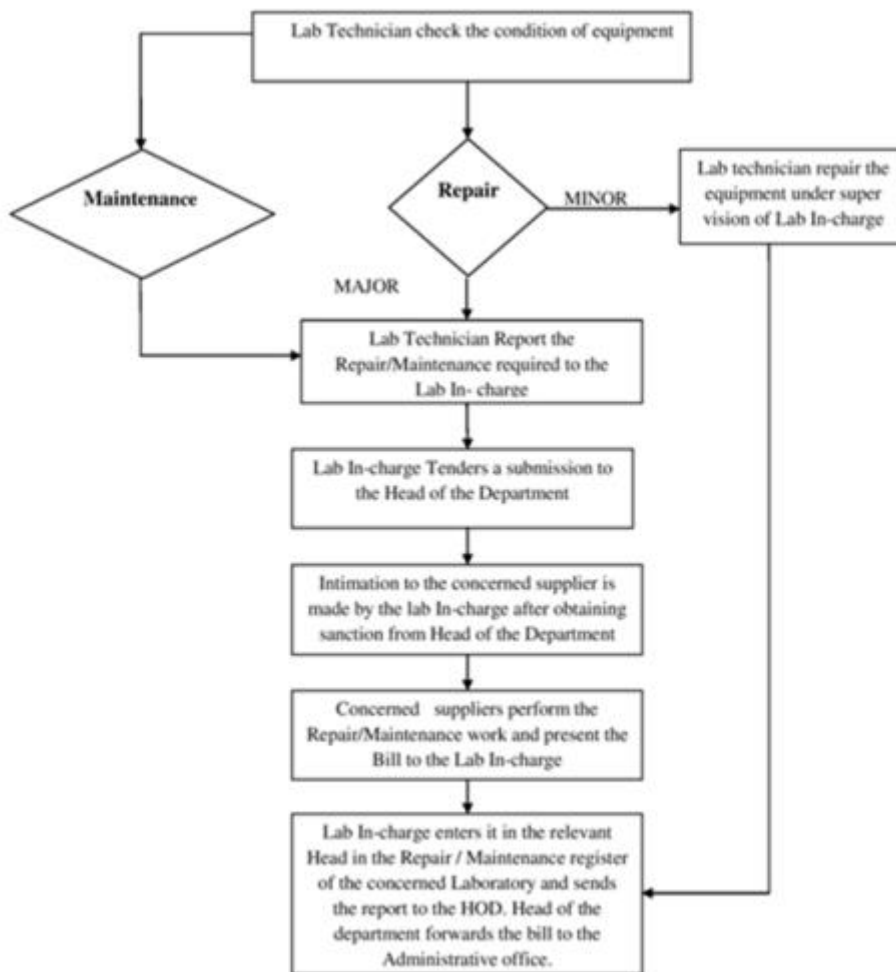 Lab Technician check the condition of equipment
Maintenance
Repair
MINOR
Lab technician repair the
equipment under super
vision of Lab In-charge
MAJOR
Lab Technician Report the
Repair/Maintenance required to the
Lab In- charge
Lab In-charge Tenders a submission to
the Head of the Department
Intimation to the concerned supplier is
made by the lab In-charge after obtaining
sanction from Head of the Department
Concerned suppliers perform the
Repair/Maintenance work and present the
Bill to the Lab In-charge
Lab In-charge enters it in the relevant
Head in the Repair / Maintenance register
of the concerned Laboratory and sends
the report to the HOD. Head of the
department forwards the bill to the
Administrative office.